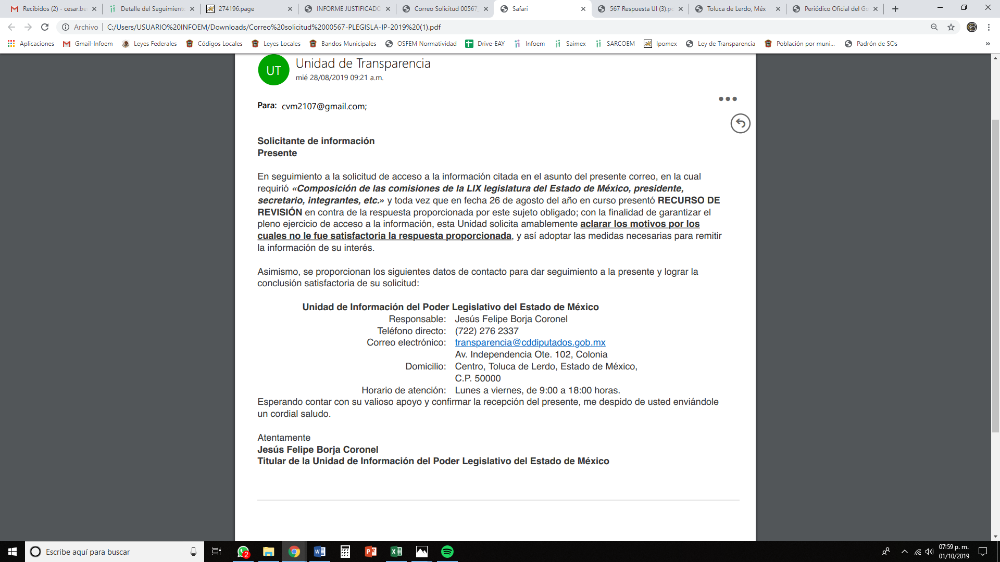 Recibidos (2) - cesar.be
Detalle del Seguimiento
274196.page
INFORME JUSTIFICADO
Correo Solicitud 00567_
Safari
567 Respuesta UI (3).pd
Toluca de Lerdo, Méx
Periódico Oficial del Go
Archivo
C:/Users/USUARIO%20INFOEM/Downloads/Correo%20solicitud%2000567-PLEGISLA-IP-2019%20(1).pdf
Aplicaciones
Gmail-Infoem
Leyes Federales
Códigos Locales
Leyes Locales
Bandos Municipales
OSFEM Normatividad
Drive-EAY
Infoem
Saimex
SARCOEM
Ipomex
Ley de Transparencia
Población por muni...
Padrón de SOs
»
UT
Unidad de Transparencia
mié 28/08/2019 09:21 a.m.
Para: cvm2107@gmail.com;
Solicitante de información
Presente
En seguimiento a la solicitud de acceso a la información citada en el asunto del presente correo, en la cual
requirió «Composición de las comisiones de la LIX legislatura del Estado de México, presidente,
secretario, integrantes, etc.» y toda vez que en fecha 26 de agosto del año en curso presentó RECURSO DE
REVISIÓN en contra de la respuesta proporcionada por este sujeto obligado; con la finalidad de garantizar el
pleno ejercicio de acceso a la información, esta Unidad solicita amablemente aclarar los motivos por los
cuales no le fue satisfactoria la respuesta proporcionada, y así adoptar las medidas necesarias para remitir
la información de su interés.
Asimismo, se proporcionan los siguientes datos de contacto para dar seguimiento a la presente y lograr la
conclusión satisfactoria de su solicitud:
Unidad de Información del Poder Legislativo del Estado de México
Responsable: Jesús Felipe Borja Coronel
Teléfono directo: (722) 276 2337
Correo electrónico: transparencia@cddiputados.gob.mx
Av. Independencia Ote. 102, Colonia
Domicilio: Centro, Toluca de Lerdo, Estado de México,
C.P. 50000
Horario de atención: Lunes a viernes, de 9:00 a 18:00 horas.
Esperando contar con su valioso apoyo y confirmar la recepción del presente, me despido de usted enviándole
un cordial saludo.
Atentamente
Jesús Felipe Borja Coronel
Titular de la Unidad de Información del Poder Legislativo del Estado de México
Escribe aquí para buscar
2
07:59 p. m.
01/10/2019